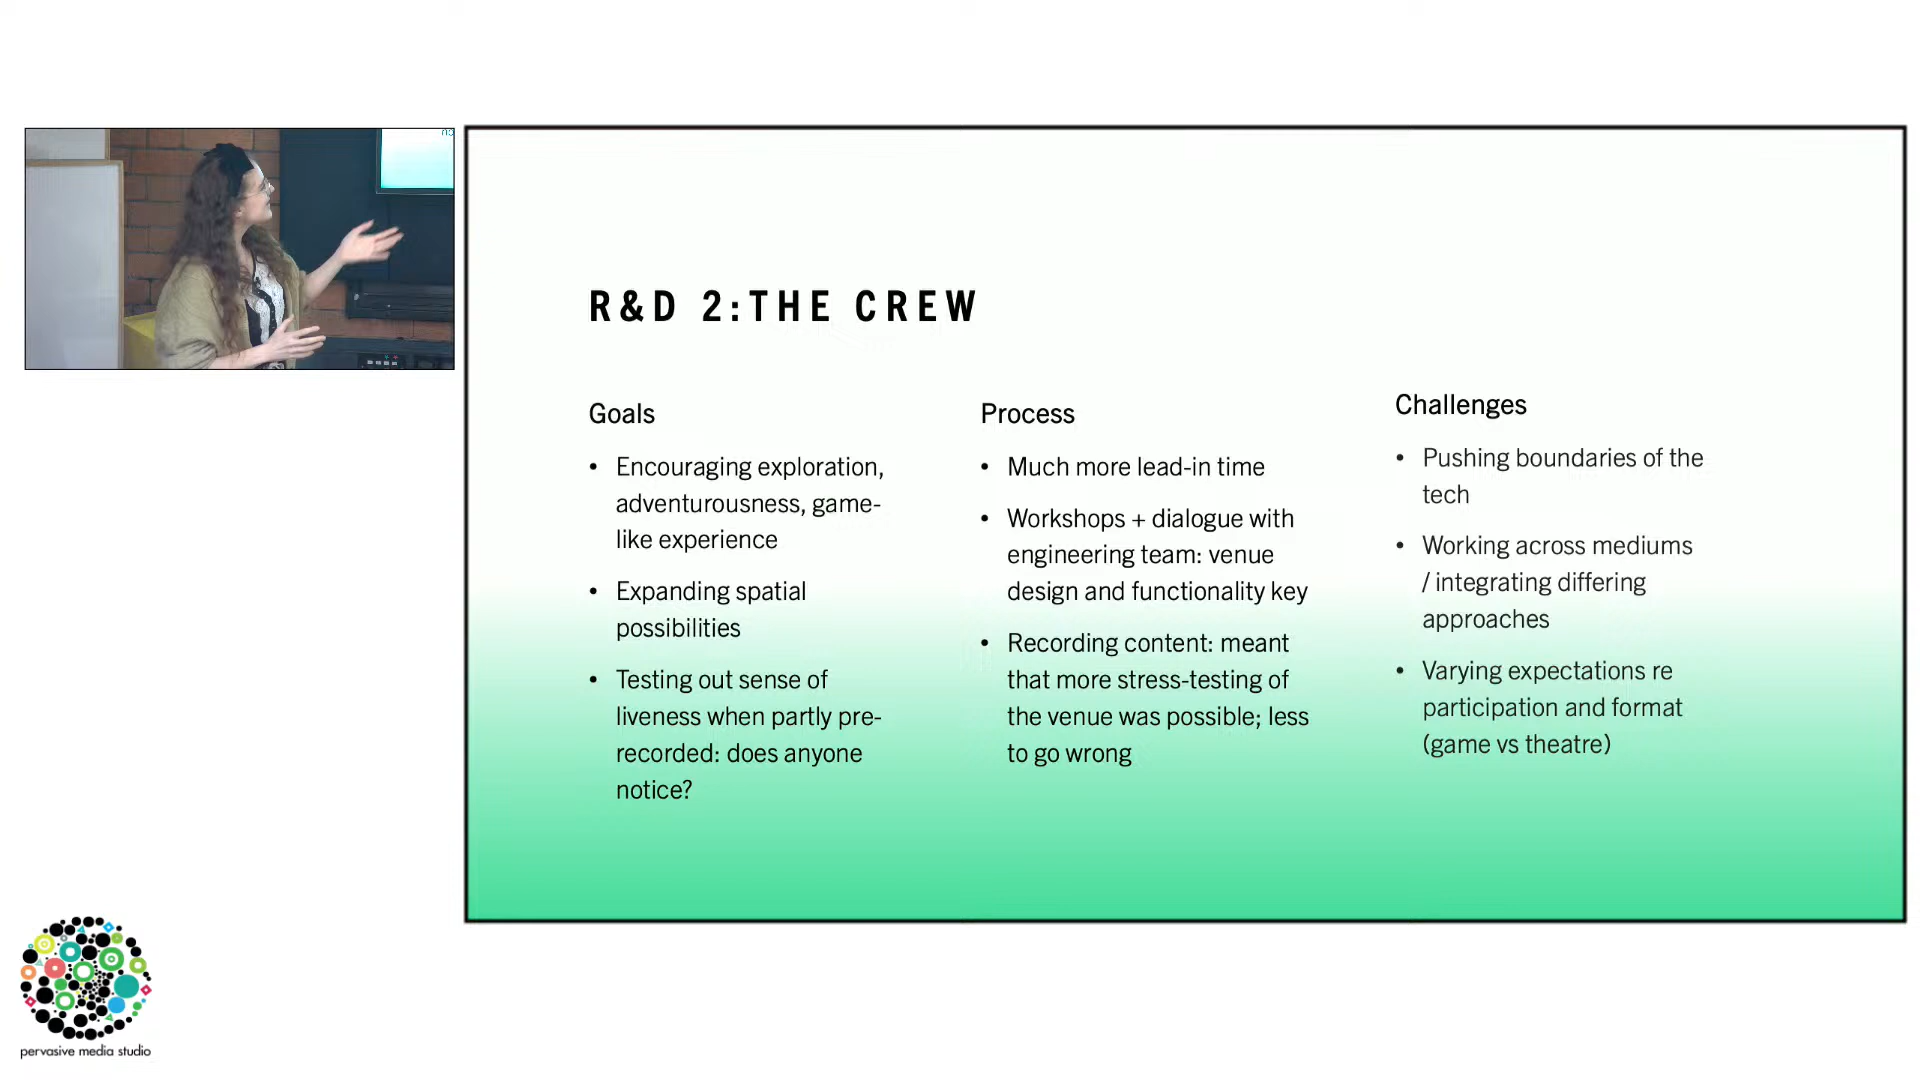 R&D 2:THE CREW
Goals
• Encouraging exploration,
adventurousness, game-
like experience
• Expanding spatial
possibilities
• Testing out sense of
liveness when partly pre-
recorded: does anyone
notice?
Process
• Much more lead-in time
• Workshops + dialogue with
engineering team: venue
design and functionality key
• Recording content: meant
that more stress-testing of
the venue was possible; less
to go wrong
Challenges
• Pushing boundaries of the
tech
• Working across mediums
/ integrating differing
approaches
• Varying expectations re
participation and format
(game vs theatre)
pervasive media studio